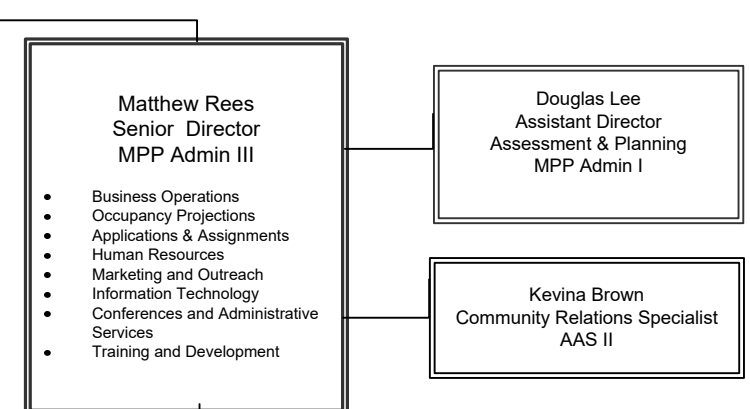 Matthew Rees
Senior Director
MPP Admin III
• Business Operations
• Occupancy Projections
• Applications & Assignments
• Human Resources
• Marketing and Outreach
• Information Technology
• Conferences and Administrative
Services
• Training and Development
Douglas Lee
Assistant Director
Assessment & Planning
MPP Admin I
Kevina Brown
Community Relations Specialist
AAS II